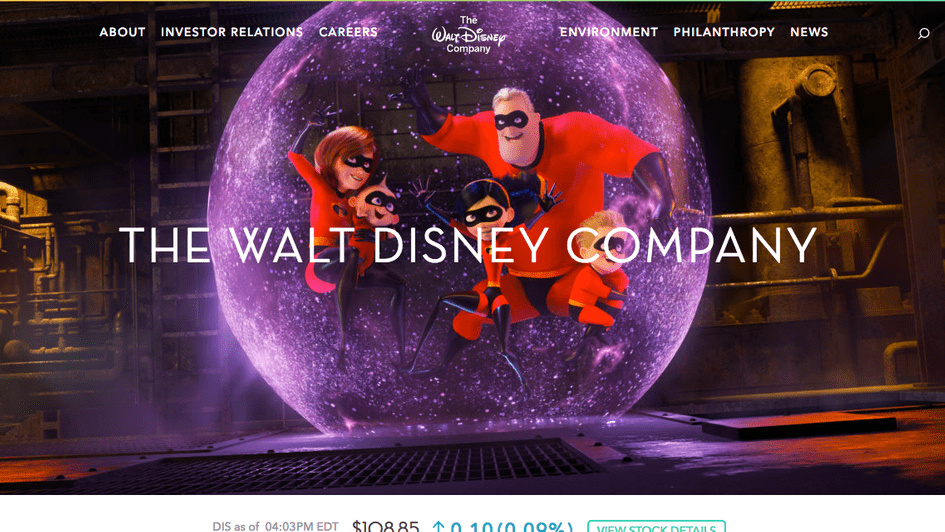 ABOUT INVESTOR RELATIONS CAREERS
The
Walt Disney
Company
ENVIRONMENT PHILANTHROPY NEWS
THE WALT DISNEY COMPANY
DIS as of 04:03PM EDT $108.85 ↑ 0.10 (0.09%) VIEW STOCK DETAILS